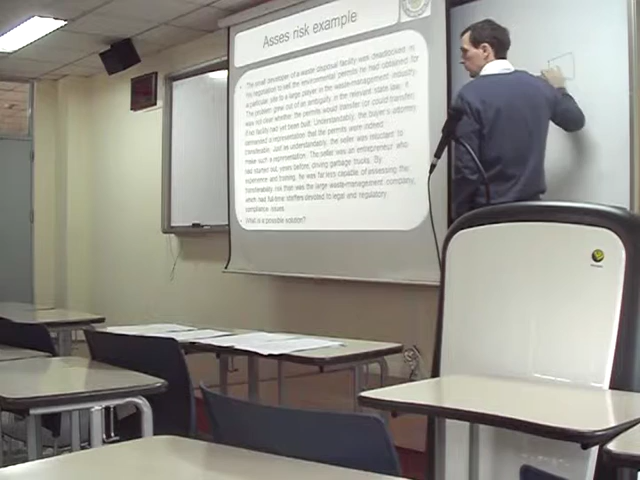 Asses risk example
• The small developer of a waste disposal facility was deadlocked in
his negotiation to sell the environmental permits he had obtained for
a particular site to a large player in the waste-management industry.
The problem grew out of an ambiguity in the relevant state law; it
was not clear whether the permits would transfer (or could transfer)
if no facility had yet been built. Understandably, the buyer's attorney
demanded a representation that the permits were indeed
transferable. Just as understandably, the seller was reluctant to
make such a representation. The seller was an entrepreneur who
had started out, years before, driving garbage trucks. By
experience and training, he was far less capable of assessing the
transferability risk than was the large waste-management company,
which had full-time staffers devoted to legal and regulatory
compliance issues.
• What is a possible solution?